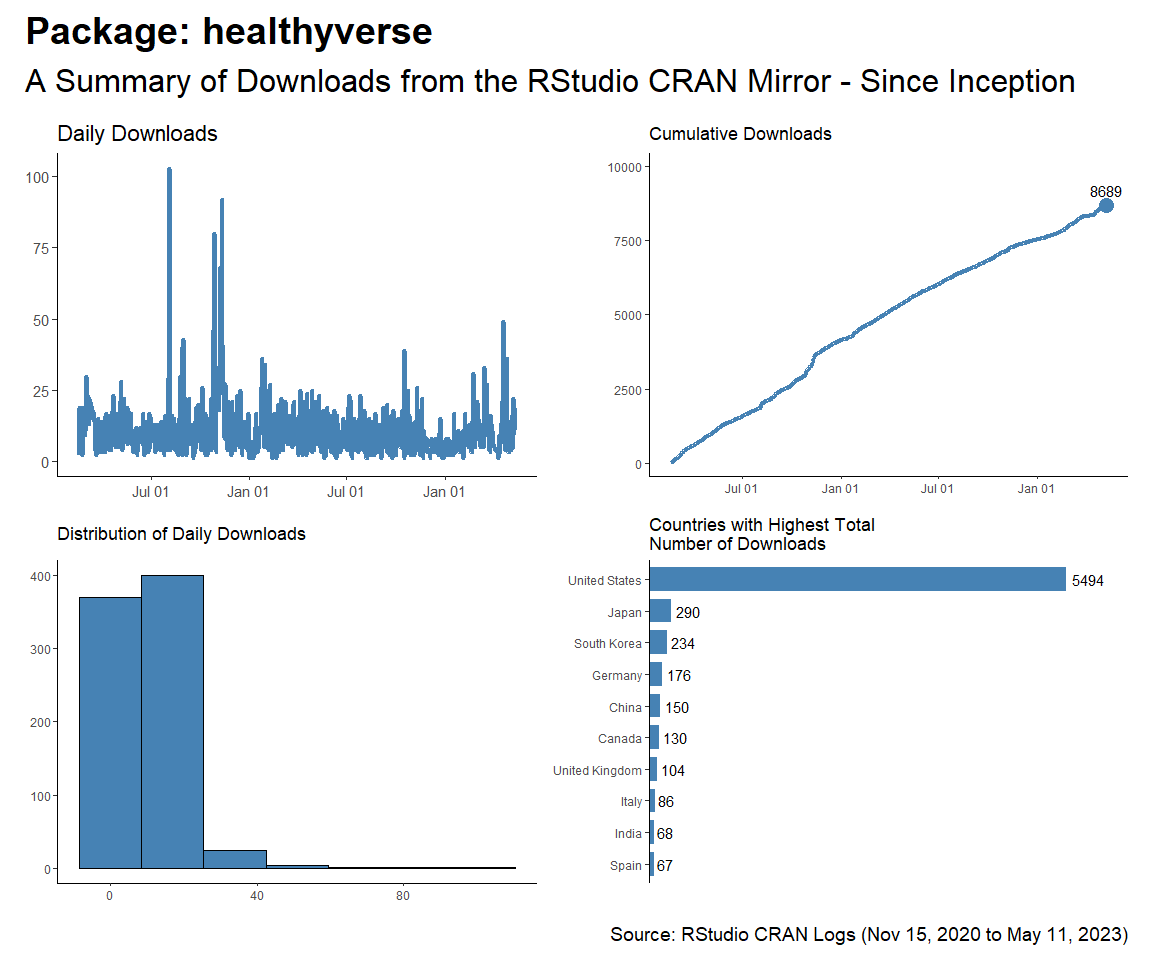 Package: healthyverse
A Summary of Downloads from the RStudio CRAN Mirror - Since Inception
Daily Downloads
100
75
50
25
0
Jul 01
Jan 01
Jul 01
Jan 01
Cumulative Downloads
10000
7500
5000
2500
0
8689
Jul 01
Jan 01
Jul 01
Jan 01
Distribution of Daily Downloads
400
300
200
100
0
0
40
80
Countries with Highest Total
Number of Downloads
United States 5494
Japan 290
South Korea 234
Germany 176
China 150
Canada 130
United Kingdom 104
Italy 86
India 68
Spain 67
Source: RStudio CRAN Logs (Nov 15, 2020 to May 11, 2023)